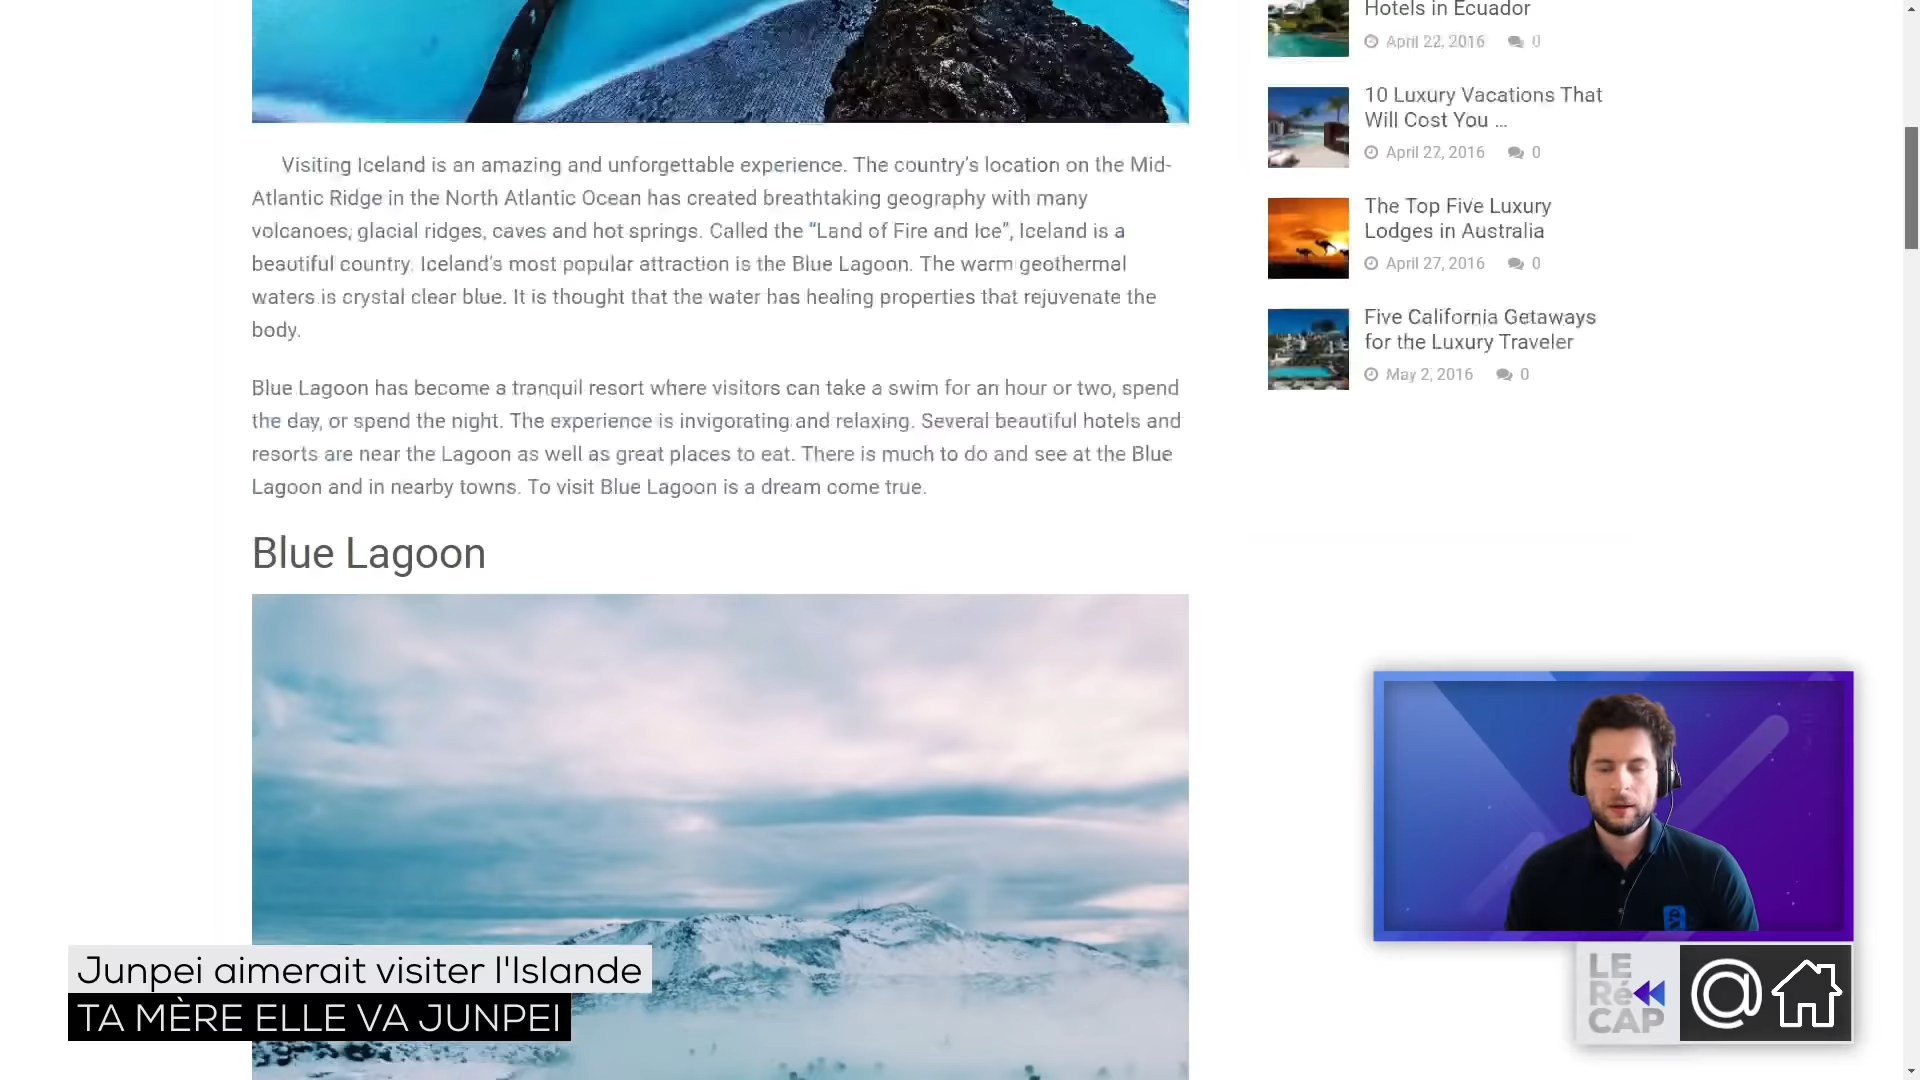 Hotels in Ecuador
April 22, 2016 0
10 Luxury Vacations That
Will Cost You ...
April 27, 2016 0
The Top Five Luxury
Lodges in Australia
April 27, 2016 0
Five California Getaways
for the Luxury Traveler
May 2, 2016 0
Visiting Iceland is an amazing and unforgettable experience. The country's location on the Mid-
Atlantic Ridge in the North Atlantic Ocean has created breathtaking geography with many
volcanoes, glacial ridges, caves and hot springs. Called the “Land of Fire and Ice”, Iceland is a
beautiful country. Iceland's most popular attraction is the Blue Lagoon. The warm geothermal
waters is crystal clear blue. It is thought that the water has healing properties that rejuvenate the
body.
Blue Lagoon has become a tranquil resort where visitors can take a swim for an hour or two, spend
the day, or spend the night. The experience is invigorating and relaxing. Several beautiful hotels and
resorts are near the Lagoon as well as great places to eat. There is much to do and see at the Blue
Lagoon and in nearby towns. To visit Blue Lagoon is a dream come true.
Blue Lagoon
Junpei aimerait visiter l'Islande
TA MÈRE ELLE VA JUNPEI
LE
Ré
CAP
@